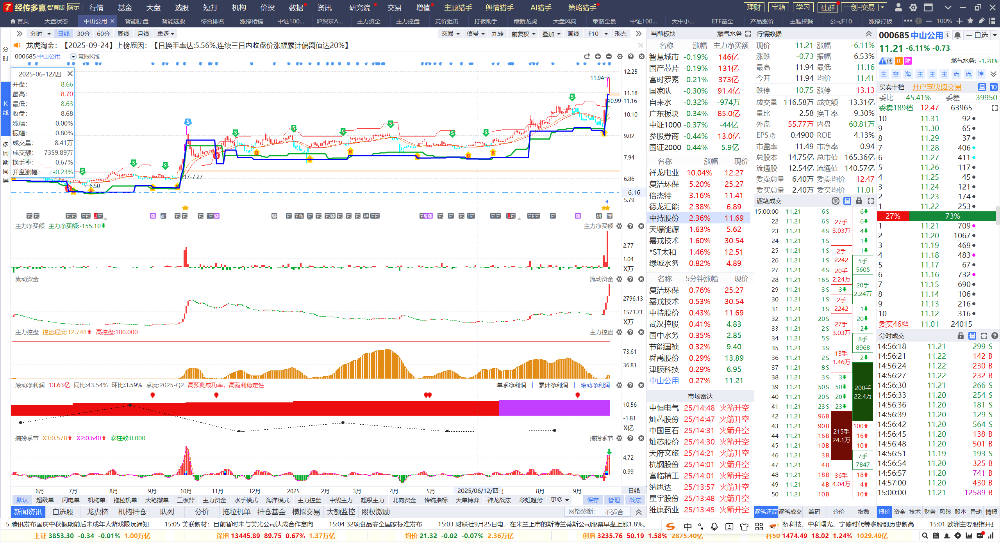 经传多赢 智尊版 演示 行情 基金 大盘 选股 短打 机构 价投 数据 资讯 研究院 交易 增值 主题猎手 舆情猎手 AI猎手 策略猎手 理财 宝箱 学习 社群 一创-交易
首页 大盘状态 中山公用 智能盯盘 智能选股 综合排名 涨停棱镜 中证100... 沪深京A... 主力资金 主力控盘 竞价狙击 打板助手 最新龙虎 大盘风向 策略全景 中证100... 大中小... ETF基金 产品涨价 主题挖掘 公司F10 涨停打板 100%
分时 日线 30分 60分 周线 月线 更多 交易 信号 九转 前复权 叠加 画线 F10 形态
龙虎淘金：【2025-09-24】上榜原因：【日换手率达:5.56%,连续三日内收盘价涨幅累计偏离值达20%】
000685 中山公用 慧眼K线
分时
K线
多周期同屏
2025-06-12/四
开盘： 8.66
最高： 8.70
最低： 8.63
收盘： 8.68
涨幅： 0.00%
振幅： 0.80%
成交量： 8.41万
成交额： 7359.89万
换手率： 0.67%
开盘涨幅： -0.23%
12.25
11.18
10.10
9.02
7.94
6.86
6.16
5.79
11.94
10.99-11.16
7.17-7.27
6.50
主力净买额 主力净买额:-155.10 主力净买额
2.77
1.04
X万
流动资金 流动资金
2796.13
1573.71
X万
主力控盘 控盘程度:12.748 高控盘:100.000 主力控盘
73.61
36.81
滚动净利润 13.63亿 同比:43.54% 环比:3.59% 季度:2025-Q2 高预测成功率，高盈利稳定性 单季净利润 累计净利润 滚动净利润
10.56
-1.81
X亿
捕捞季节 X1:0.578 X2:0.640 彩柱数:0.000 捕捞季节
4.72
0.99
6月 7月 8月 9月 10月 11月 12月 2025 2月 3月 4月 5月 2025/06/12/四 8月 9月 日线
默认 超级单 闪电单 机构单 拖拉机单 大笔撤单 三板斧 主力资金 水手模式 海洋模式 主力控盘 中线主力 超级主力 北向资金 传统指标 大单博弈 神龙战法 彩虹趋势 更多 保存 管理 战法
新闻资讯 自选股 龙虎榜 机构持仓 队列 分价 拖拉机单 持仓基金 模拟交易 大额监控 股权激励 网格诊断： 不适合
当前板块 燃气水务
名称 涨幅 主力净买额
智慧城市 -0.19% 146亿
国产芯片 -0.19% 131亿
富时罗素 -0.21% 373亿
国家队 -0.30% 91.4亿
自来水 -0.32% -974万
广东板块 -0.34% 85.0亿
中证1000 -0.37% -44亿
参股券商 -0.44% 13.0亿
国证2000 -0.44% -5.9亿
名称 涨幅 现价
祥龙电业 10.04% 12.27
复洁环保 5.20% 25.27
倍杰特 3.16% 11.41
德龙汇能 2.38% 6.89
中持股份 2.36% 11.69
天壕能源 1.63% 5.62
嘉戎技术 1.60% 30.54
*ST太和 1.46% 12.51
绿城水务 0.82% 4.89
名称 5分钟涨幅 现价
复洁环保 0.76% 25.27
嘉戎技术 0.53% 30.54
中持股份 0.43% 11.69
武汉控股 0.41% 4.83
国中水务 0.35% 2.85
节能国祯 0.32% 9.40
舜禹股份 0.29% 13.89
津膜科技 0.29% 6.95
中山公用 0.27% 11.21
市场雷达
中恒电气 25/14:48 火箭升空
灿芯股份 25/14:47 火箭升空
中国巨石 25/14:31 火箭升空
灿芯股份 25/14:30 火箭升空
天府文旅 25/14:21 火箭升空
杭钢股份 25/14:01 火箭升空
富临精工 25/14:01 火箭升空
纳思达 25/13:57 火箭升空
星宇股份 25/13:48 火箭升空
维康药业 25/13:45 火箭升空
行情数据
现价 11.21 涨幅 -6.11%
涨跌 -0.73 振幅 6.53%
最高 11.94 最低 11.16
今开 11.94 均价 11.41
跌停 10.75 涨停 13.13
成交量 116.58万 成交额 13.31亿
量比 2.58 换手率 9.30%
外盘 55.77万 内盘 60.81万
EPS② 0.4900 ROE 4.13%
市盈率 11.49 市净率 0.94
总股本 14.75亿 总市值 165.36亿
流通股 12.54亿 流通值 140.57亿
委卖总量 6.40万 委卖均价 12.47
委买总量 2.40万 委买均价 11.01
逐笔成交 单 量
15:00:00 11.21 6S 6
22 11.21 6S 6
23 11.21 4S 4
24 11.21 1S 1
25 11.21 1S 1
26 11.21 1S
27 11.21 4S
28 11.21 16S
29 11.21 3S 3
30 11.21 1S
31 11.21 1S 1
32 11.21 20S 20
33 11.21 2S 2
34 11.21 5S
35 11.21 3S
36 11.21 2S 2
37 11.21 8S
38 11.21 3S 3
39 11.21 50S 50
40 11.21 20S 20
41 11.21 23S 23
42 11.21 96B
43 11.21 90B 100
44 11.21 16B 16
45 11.21 10B 10
46 11.21 3B
47 11.21 4B
48 11.21 18B 18
49 11.21 4B 4
50 11.21 10B 10
27手
3.03万
2手
2242
20手
2.24万
2手
2242
27手
3.03万
13手
1.46万
215手
24.1万
36手
4.04万
5手
5605
20手
2.24万
8手
8968
200手
22.4万
7手
7847
逐笔还原 逐笔成交 筹码 分价 指数
000685 中山公用 自选
11.21 -6.11% -0.73
低 R 陆 燃气水务: -1.28%
主 空 海 主 主 主 流 流 神
买卖十档 开户享快捷交易 量 10
委比 -45.41% 委差 -39950
委卖189档 12.47 63965
10 11.31 92
9 11.30 65
8 11.29 37
7 11.28 406
6 11.27 411
5 11.26 117
4 11.25 45
3 11.24 121
2 11.23 174
1 11.22 253
27% 73%
1 11.21 709
2 11.20 1067
3 11.19 469
4 11.18 483
5 11.17 67
6 11.16 732
7 11.15 690
8 11.14 106
9 11.13 216
10 11.12 316
委买46档 11.01 24015
分时成交 量
14:56:18 11.21 299 S
14:56:21 11.22 142 B
14:56:24 11.22 230 B
14:56:27 11.22 232 B
14:56:30 11.21 266 S
14:56:33 11.20 254 S
14:56:36 11.20 181 S
14:56:39 11.20 129 S
14:56:42 11.20 564 S
14:56:45 11.20 138 B
14:56:48 11.20 501 B
14:56:51 11.19 193 S
14:56:54 11.20 325 B
14:56:57 11.20 741 B
14:57:00 11.20 430 B
15:00:00 11.21 12589 B
报价 资金 技术 财务 风险 股本 异动 情报
5 腾讯发布国庆中秋假期前后未成年人游戏限玩通知 15:05 美联新材：目前暂时未与美光公司达成合作意向 15:04 32项食品安全国家标准发布 15:03 财联社9月25日电，在米兰上市的斯特兰蒂斯公司股票早盘上涨1.8%。 桥科技、中科曙光、宁德时代等多股创历史新高 15:01 欧洲主要股指开盘
中
上证 3853.30 -0.34 -0.01% 1.00万亿 深指 13445.89 89.75 0.67% 1.37万亿 均价 21.32 -0.02 -0.07% 2.36万亿 创指 3235.76 50.19 1.58% 2875.40亿 科50 1474.49 18.02 1.24% 1029.49亿